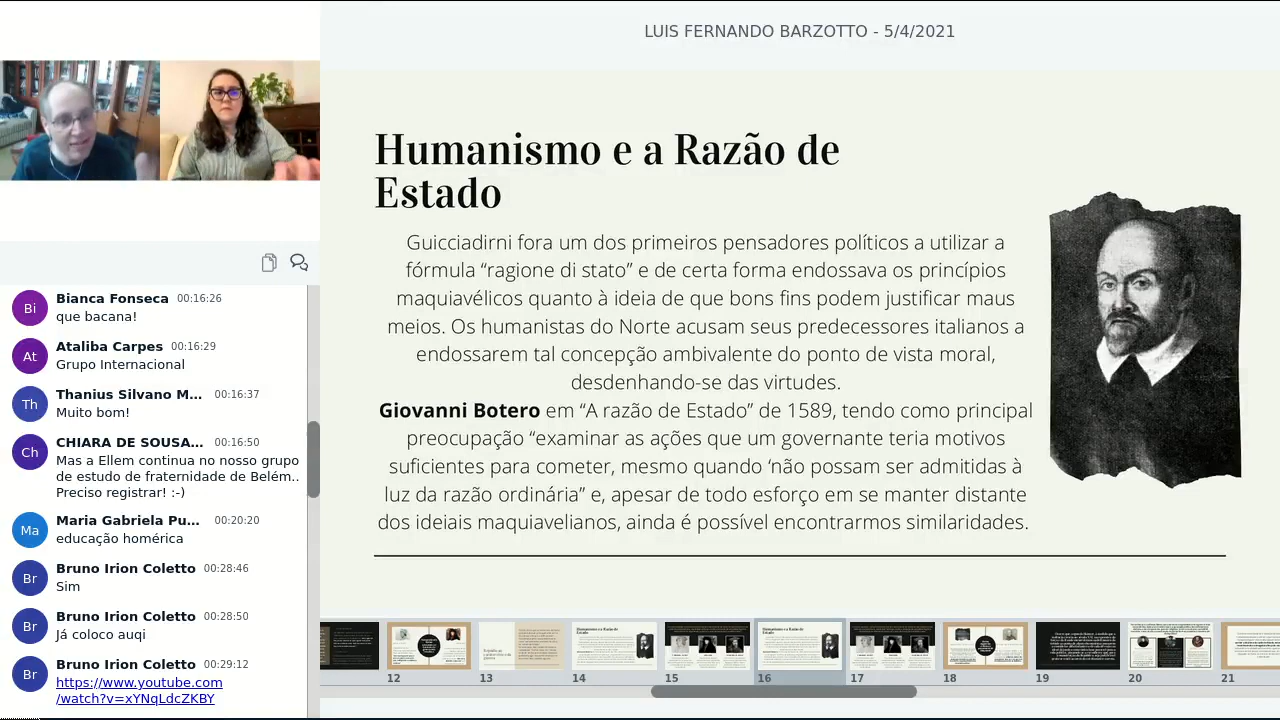 LUIS FERNANDO BARZOTTO - 5/4/2021
Humanismo e a Razão de
Estado
Guicciadirni fora um dos primeiros pensadores políticos a utilizar a
fórmula “ragione di stato” e de certa forma endossava os princípios
maquiavélicos quanto à ideia de que bons fins podem justificar maus
meios. Os humanistas do Norte acusam seus predecessores italianos a
endossarem tal concepção ambivalente do ponto de vista moral,
desdenhando-se das virtudes.
Giovanni Botero em “A razão de Estado” de 1589, tendo como principal
preocupação “examinar as ações que um governante teria motivos
suficientes para cometer, mesmo quando ‘não possam ser admitidas à
luz da razão ordinária” e, apesar de todo esforço em se manter distante
dos ideiais maquiavelianos, ainda é possível encontrarmos similaridades.
Bi
Bianca Fonseca 00:16:26
que bacana!
At
Ataliba Carpes 00:16:29
Grupo Internacional
Th
Thanius Silvano M... 00:16:37
Muito bom!
Ch
CHIARA DE SOUSA... 00:16:50
Mas a Ellem continua no nosso grupo
de estudo de fraternidade de Belém..
Preciso registrar! :-)
Ma
Maria Gabriela Pu... 00:20:20
educação homérica
Br
Bruno Irion Coletto 00:28:46
Sim
Br
Bruno Irion Coletto 00:28:50
Já coloco auqi
Br
Bruno Irion Coletto 00:29:12
https://www.youtube.com
/watch?v=xYNqLdcZKBY
12 13 14 15 16 17 18 19 20 21